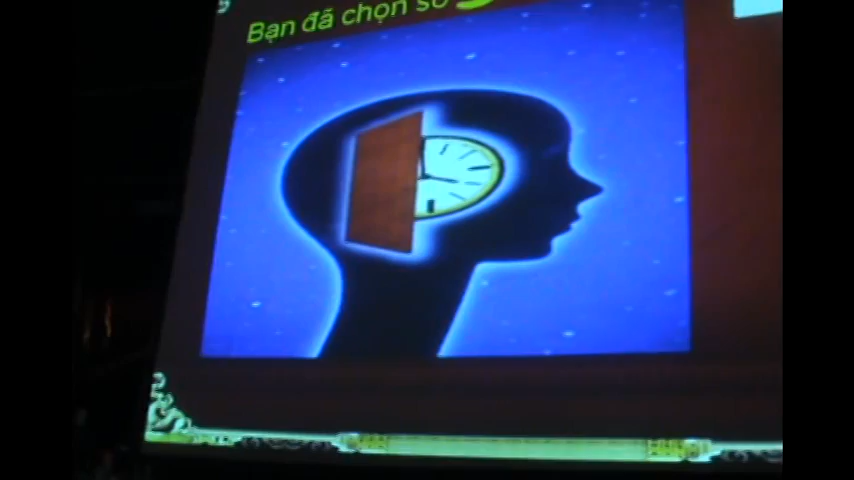 Bạn đã chọn số